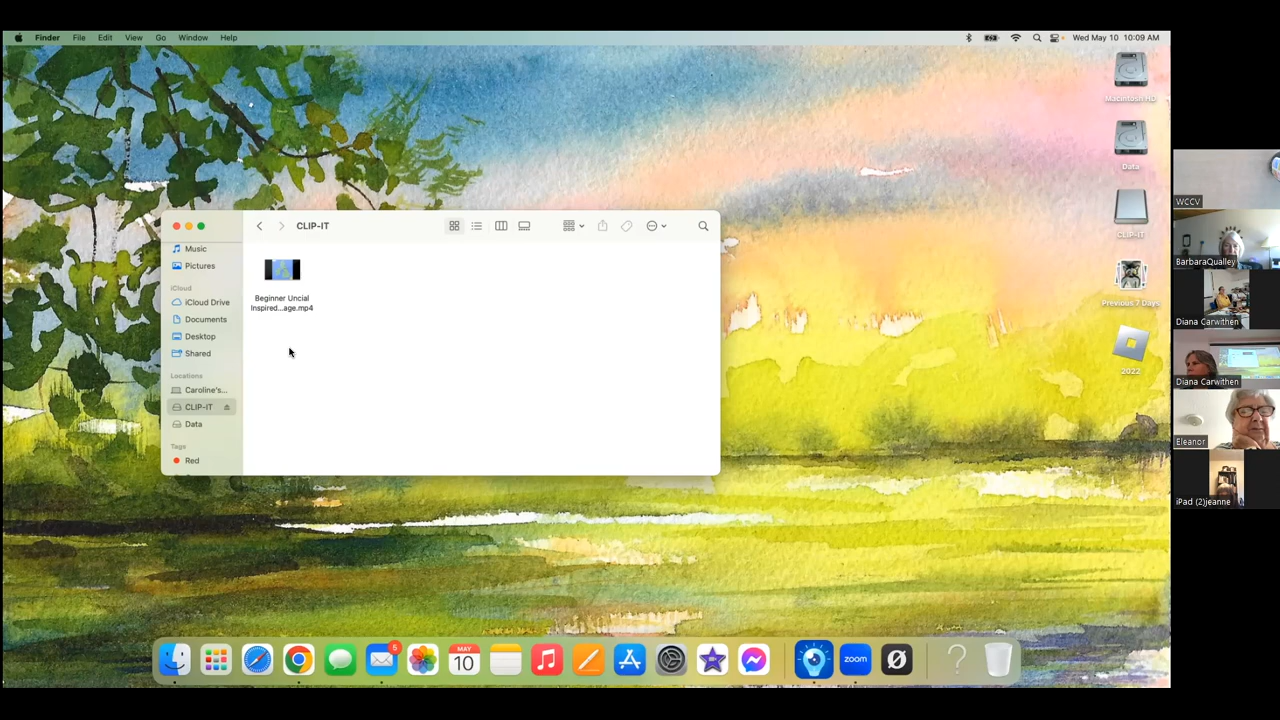 Finder File Edit View Go Window Help Wed May 10 10:09 AM
Macintosh HD
Data
CLIP-IT
Previous 7 Days
2022
CLIP-IT
Music
Pictures
iCloud
iCloud Drive
Documents
Desktop
Shared
Locations
Caroline's...
CLIP-IT
Data
Tags
Red
Beginner Uncial
Inspired...age.mp4
WCCV
BarbaraQualley
Diana Carwithen
Diana Carwithen
Eleanor
iPad (2)jeanne
5
MAY
10
zoom